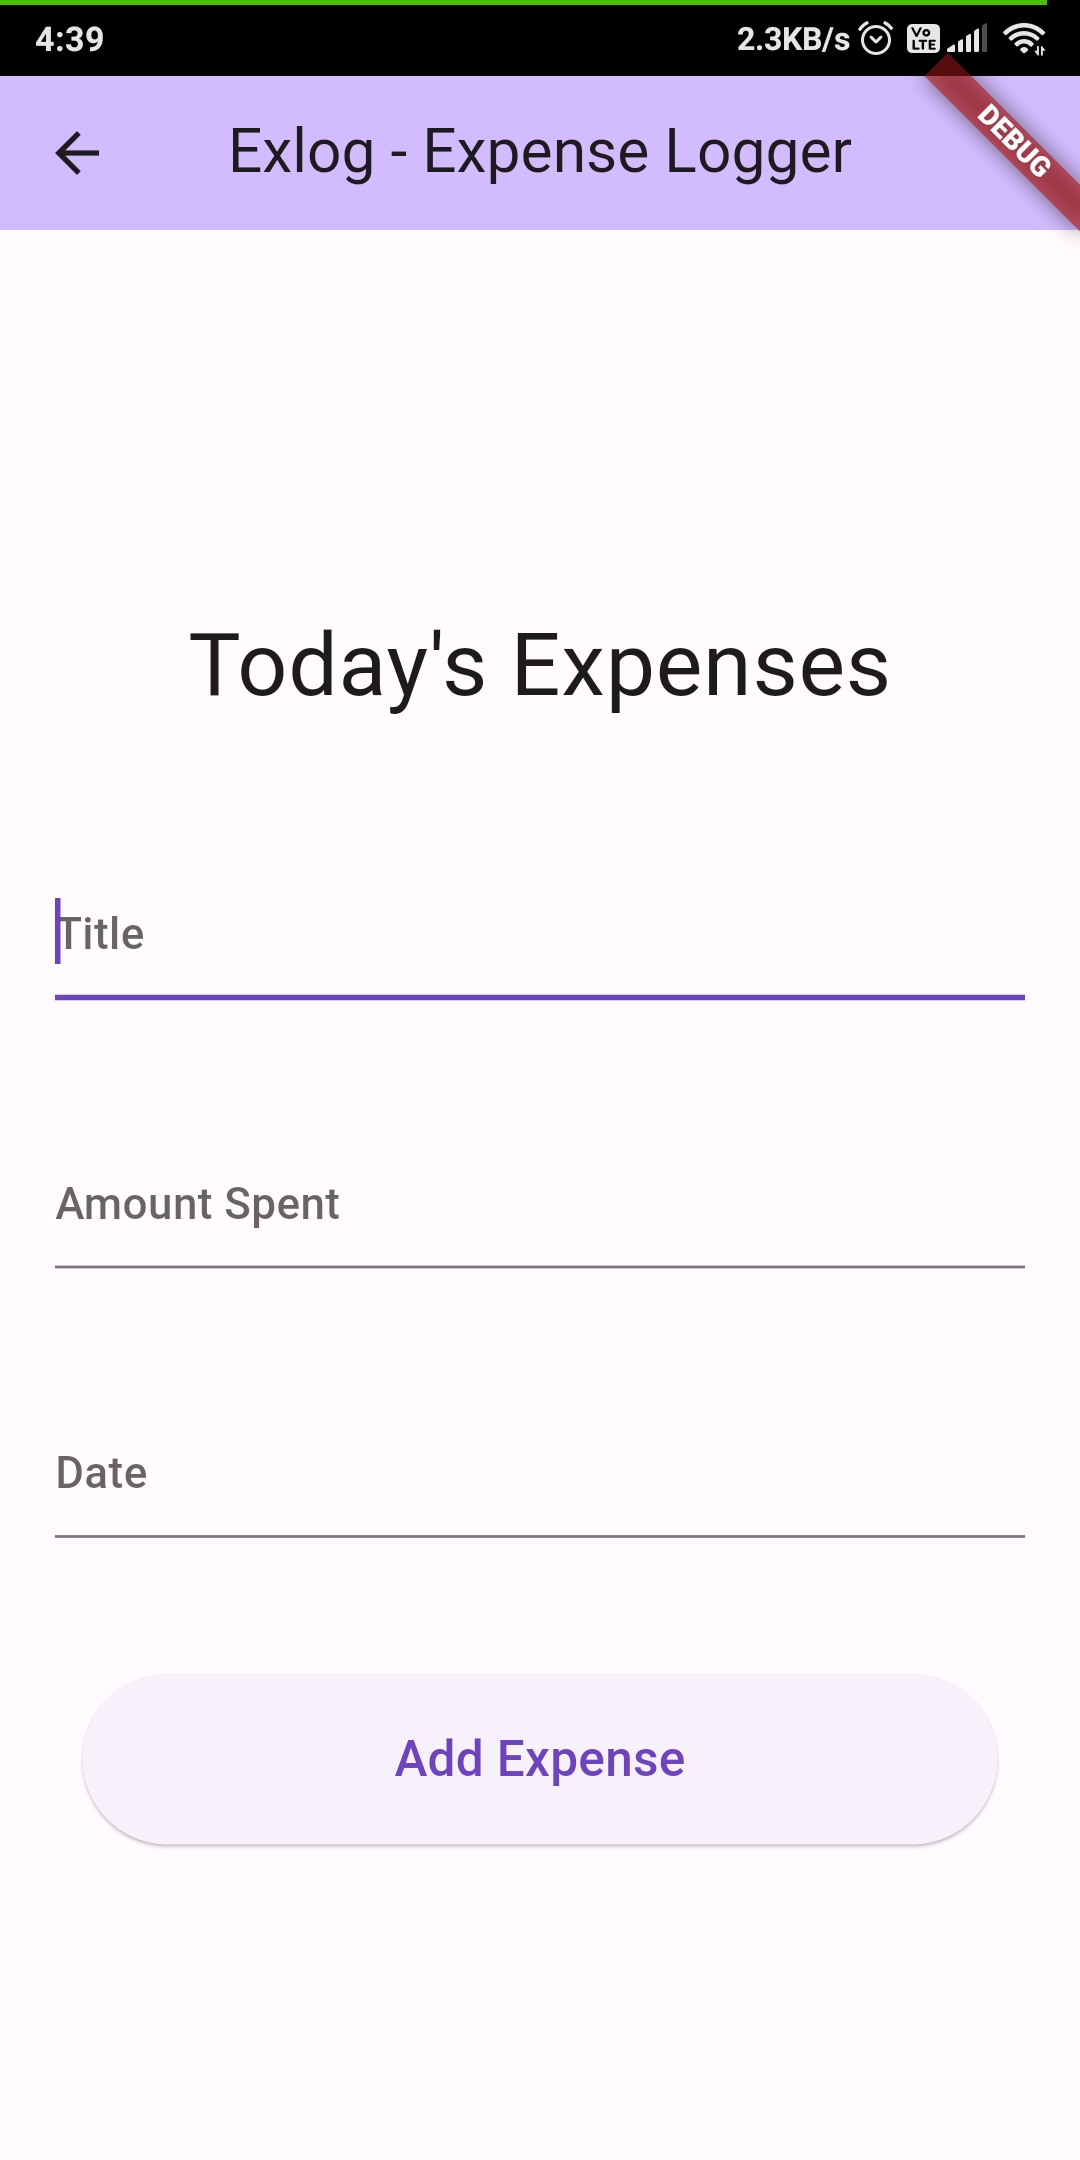 4:39 2.3KB/s Vo LTE
Exlog - Expense Logger
DEBUG
Today's Expenses
Title
Amount Spent
Date
Add Expense